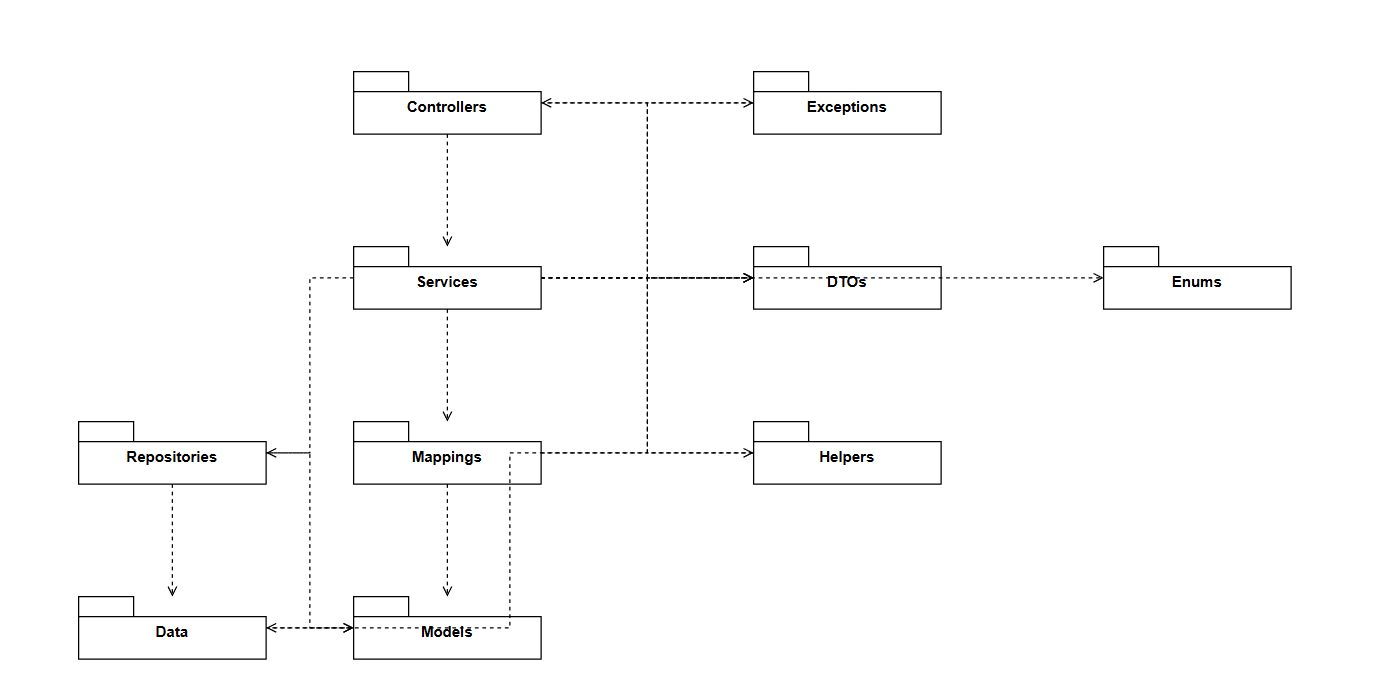 Controllers
Exceptions
Services
DTOs
Enums
Repositories
Mappings
Helpers
Data
Models